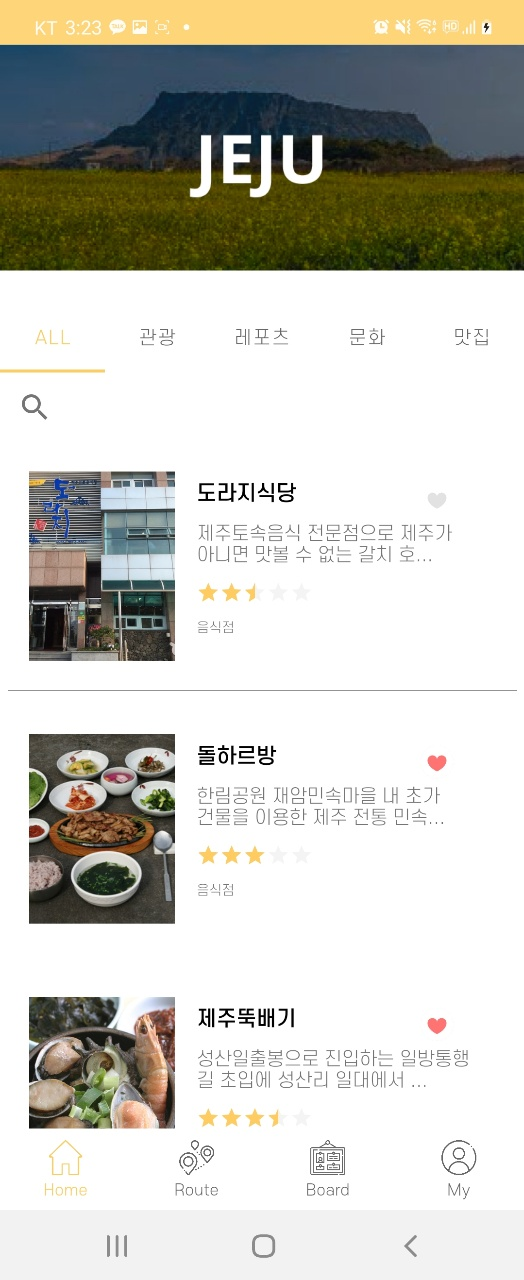 KT 3:23
HD
JEJU
ALL 관광 레포츠 문화 맛집
도라지식당
제주토속음식 전문점으로 제주가
아니면 맛볼 수 없는 갈치 호...
음식점
돌하르방
한림공원 재암민속마을 내 초가
건물을 이용한 제주 전통 민속...
음식점
제주뚝배기
성산일출봉으로 진입하는 일방통행
길 초입에 성산리 일대에서 ...
Home Route Board My